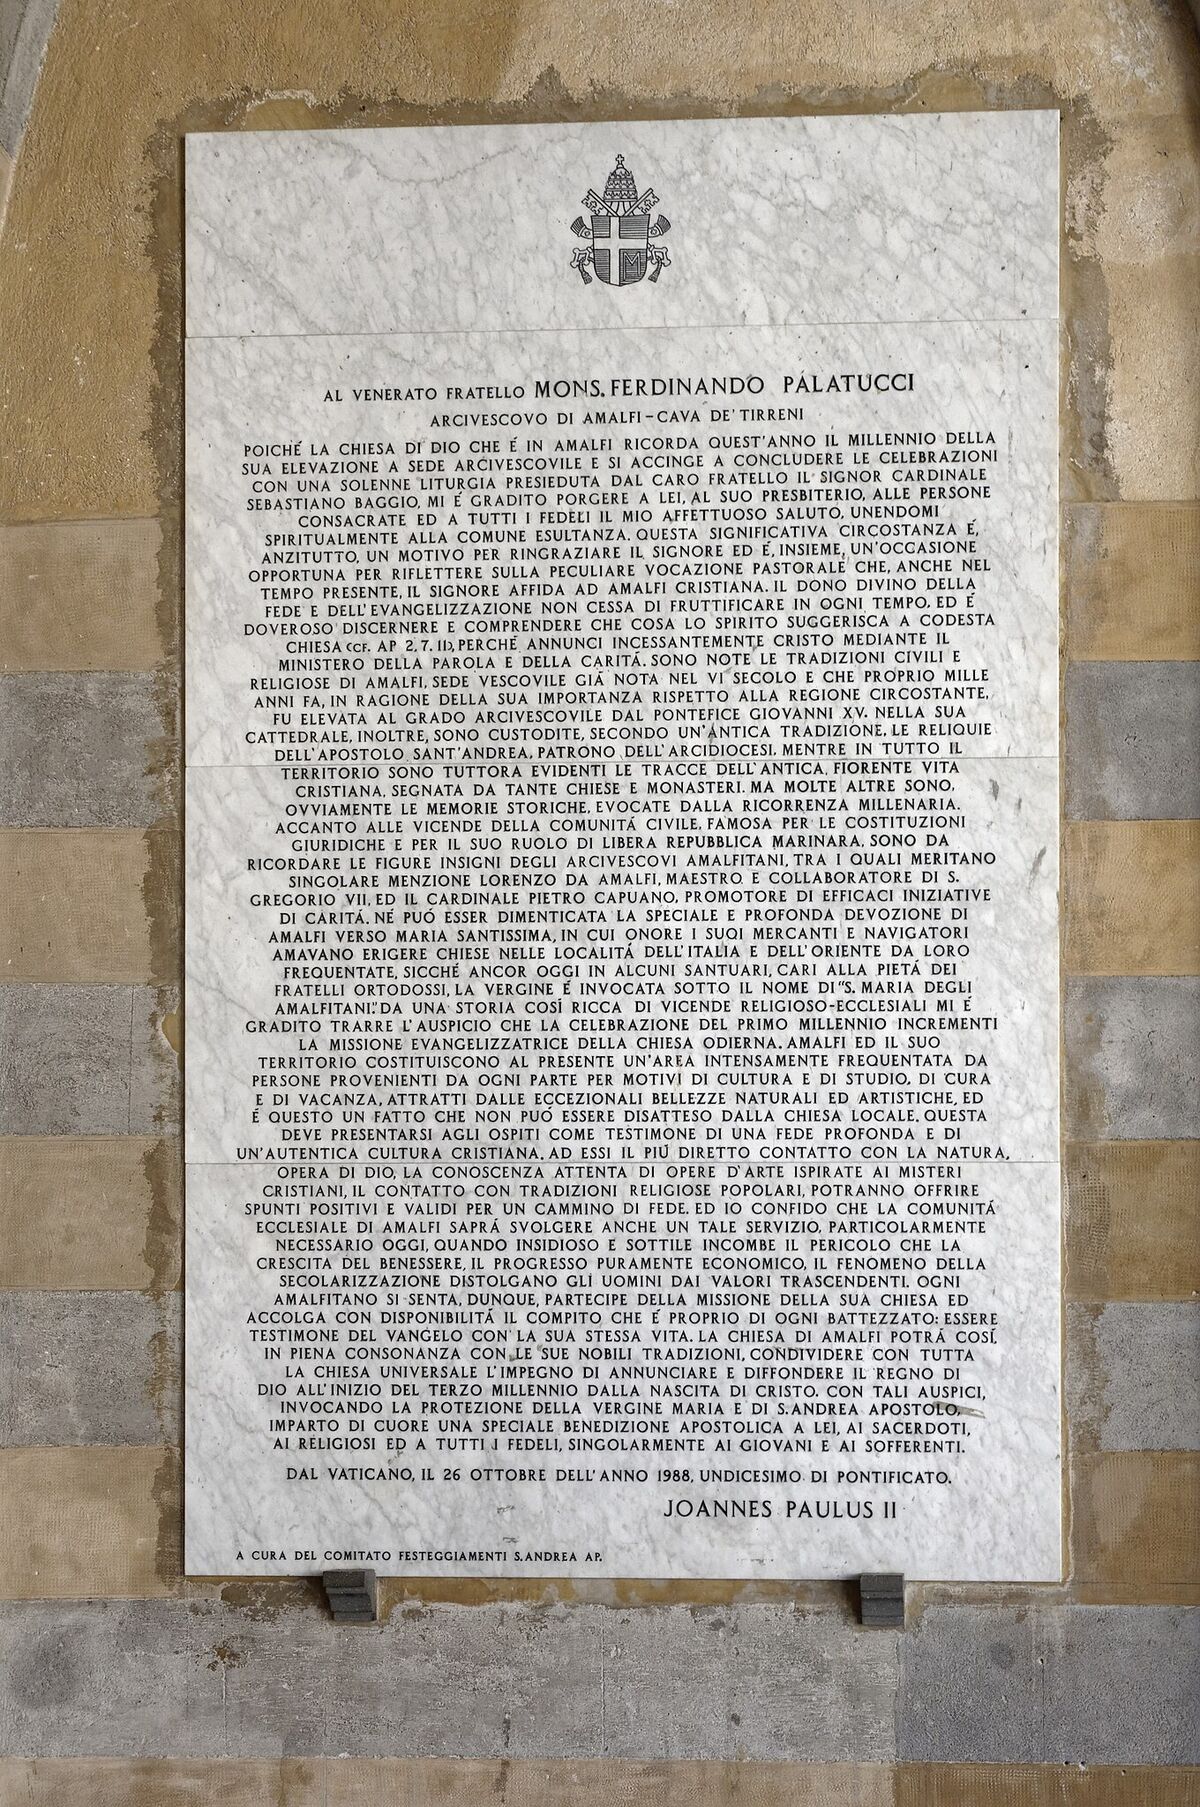 AL VENERATO FRATELLO MONS. FERDINANDO PALATUCCI
ARCIVESCOVO DI AMALFI-CAVA DE' TIRRENI
POICHÉ LA CHIESA DI DIO CHE É IN AMALFI RICORDA QUEST'ANNO IL MILLENNIO DELLA
SUA ELEVAZIONE A SEDE ARCIVESCOVILE E SI ACCINGE A CONCLUDERE LE CELEBRAZIONI
CON UNA SOLENNE LITURGIA PRESIEDUTA DAL CARO FRATELLO IL SIGNOR CARDINALE
SEBASTIANO BAGGIO, MI É GRADITO PORGERE A LEI, AL SUO PRESBITERIO, ALLE PERSONE
CONSACRATE ED A TUTTI I FEDELI IL MIO AFFETTUOSO SALUTO, UNENDOMI
SPIRITUALMENTE ALLA COMUNE ESULTANZA. QUESTA SIGNIFICATIVA CIRCOSTANZA É,
ANZITUTTO, UN MOTIVO PER RINGRAZIARE IL SIGNORE ED É, INSIEME, UN'OCCASIONE
OPPORTUNA PER RIFLETTERE SULLA PECULIARE VOCAZIONE PASTORALE CHE, ANCHE NEL
TEMPO PRESENTE, IL SIGNORE AFFIDA AD AMALFI CRISTIANA. IL DONO DIVINO DELLA
FEDE E DELL'EVANGELIZZAZIONE NON CESSA DI FRUTTIFICARE IN OGNI TEMPO, ED É
DOVEROSO DISCERNERE E COMPRENDERE CHE COSA LO SPIRITO SUGGERISCA A CODESTA
CHIESA (CF. AP 2, 7. 11), PERCHÉ ANNUNCI INCESSANTEMENTE CRISTO MEDIANTE IL
MINISTERO DELLA PAROLA E DELLA CARITÁ. SONO NOTE LE TRADIZIONI CIVILI E
RELIGIOSE DI AMALFI, SEDE VESCOVILE GIÁ NOTA NEL VI SECOLO E CHE PROPRIO MILLE
ANNI FA, IN RAGIONE DELLA SUA IMPORTANZA RISPETTO ALLA REGIONE CIRCOSTANTE,
FU ELEVATA AL GRADO ARCIVESCOVILE DAL PONTEFICE GIOVANNI XV. NELLA SUA
CATTEDRALE, INOLTRE, SONO CUSTODITE, SECONDO UN'ANTICA TRADIZIONE, LE RELIQUIE
DELL'APOSTOLO SANT'ANDREA, PATRONO DELL'ARCIDIOCESI, MENTRE IN TUTTO IL
TERRITORIO SONO TUTTORA EVIDENTI LE TRACCE DELL'ANTICA, FIORENTE VITA
CRISTIANA, SEGNATA DA TANTE CHIESE E MONASTERI. MA MOLTE ALTRE SONO,
OVVIAMENTE LE MEMORIE STORICHE, EVOCATE DALLA RICORRENZA MILLENARIA.
ACCANTO ALLE VICENDE DELLA COMUNITÁ CIVILE, FAMOSA PER LE COSTITUZIONI
GIURIDICHE E PER IL SUO RUOLO DI LIBERA REPUBBLICA MARINARA, SONO DA
RICORDARE LE FIGURE INSIGNI DEGLI ARCIVESCOVI AMALFITANI, TRA I QUALI MERITANO
SINGOLARE MENZIONE LORENZO DA AMALFI, MAESTRO E COLLABORATORE DI S.
GREGORIO VII, ED IL CARDINALE PIETRO CAPUANO, PROMOTORE DI EFFICACI INIZIATIVE
DI CARITÁ. NÉ PUÓ ESSER DIMENTICATA LA SPECIALE E PROFONDA DEVOZIONE DI
AMALFI VERSO MARIA SANTISSIMA, IN CUI ONORE I SUOI MERCANTI E NAVIGATORI
AMAVANO ERIGERE CHIESE NELLE LOCALITÁ DELL'ITALIA E DELL'ORIENTE DA LORO
FREQUENTATE, SICCHÉ ANCOR OGGI IN ALCUNI SANTUARI, CARI ALLA PIETÁ DEI
FRATELLI ORTODOSSI, LA VERGINE É INVOCATA SOTTO IL NOME DI "S. MARIA DEGLI
AMALFITANI". DA UNA STORIA COSÍ RICCA DI VICENDE RELIGIOSO-ECCLESIALI MI É
GRADITO TRARRE L'AUSPICIO CHE LA CELEBRAZIONE DEL PRIMO MILLENNIO INCREMENTI
LA MISSIONE EVANGELIZZATRICE DELLA CHIESA ODIERNA. AMALFI ED IL SUO
TERRITORIO COSTITUISCONO AL PRESENTE UN'AREA INTENSAMENTE FREQUENTATA DA
PERSONE PROVENIENTI DA OGNI PARTE PER MOTIVI DI CULTURA E DI STUDIO, DI CURA
E DI VACANZA, ATTRATTI DALLE ECCEZIONALI BELLEZZE NATURALI ED ARTISTICHE, ED
É QUESTO UN FATTO CHE NON PUÓ ESSERE DISATTESO DALLA CHIESA LOCALE. QUESTA
DEVE PRESENTARSI AGLI OSPITI COME TESTIMONE DI UNA FEDE PROFONDA E DI
UN'AUTENTICA CULTURA CRISTIANA. AD ESSI IL PIÚ DIRETTO CONTATTO CON LA NATURA,
OPERA DI DIO, LA CONOSCENZA ATTENTA DI OPERE D'ARTE ISPIRATE AI MISTERI
CRISTIANI, IL CONTATTO CON TRADIZIONI RELIGIOSE POPOLARI, POTRANNO OFFRIRE
SPUNTI POSITIVI E VALIDI PER UN CAMMINO DI FEDE. ED IO CONFIDO CHE LA COMUNITÁ
ECCLESIALE DI AMALFI SAPRÁ SVOLGERE ANCHE UN TALE SERVIZIO, PARTICOLARMENTE
NECESSARIO OGGI, QUANDO INSIDIOSO E SOTTILE INCOMBE IL PERICOLO CHE LA
CRESCITA DEL BENESSERE, IL PROGRESSO PURAMENTE ECONOMICO, IL FENOMENO DELLA
SECOLARIZZAZIONE DISTOLGANO GLI UOMINI DAI VALORI TRASCENDENTI. OGNI
AMALFITANO SI SENTA, DUNQUE, PARTECIPE DELLA MISSIONE DELLA SUA CHIESA ED
ACCOLGA CON DISPONIBILITÁ IL COMPITO CHE É PROPRIO DI OGNI BATTEZZATO: ESSERE
TESTIMONE DEL VANGELO CON LA SUA STESSA VITA. LA CHIESA DI AMALFI POTRÁ COSÍ,
IN PIENA CONSONANZA CON LE SUE NOBILI TRADIZIONI, CONDIVIDERE CON TUTTA
LA CHIESA UNIVERSALE L'IMPEGNO DI ANNUNCIARE E DIFFONDERE IL REGNO DI
DIO ALL'INIZIO DEL TERZO MILLENNIO DALLA NASCITA DI CRISTO. CON TALI AUSPICI,
INVOCANDO LA PROTEZIONE DELLA VERGINE MARIA E DI S. ANDREA APOSTOLO,
IMPARTO DI CUORE UNA SPECIALE BENEDIZIONE APOSTOLICA A LEI, AI SACERDOTI,
AI RELIGIOSI ED A TUTTI I FEDELI, SINGOLARMENTE AI GIOVANI E AI SOFFERENTI.
DAL VATICANO, IL 26 OTTOBRE DELL'ANNO 1988, UNDICESIMO DI PONTIFICATO.
JOANNES PAULUS II
A CURA DEL COMITATO FESTEGGIAMENTI S. ANDREA AP.